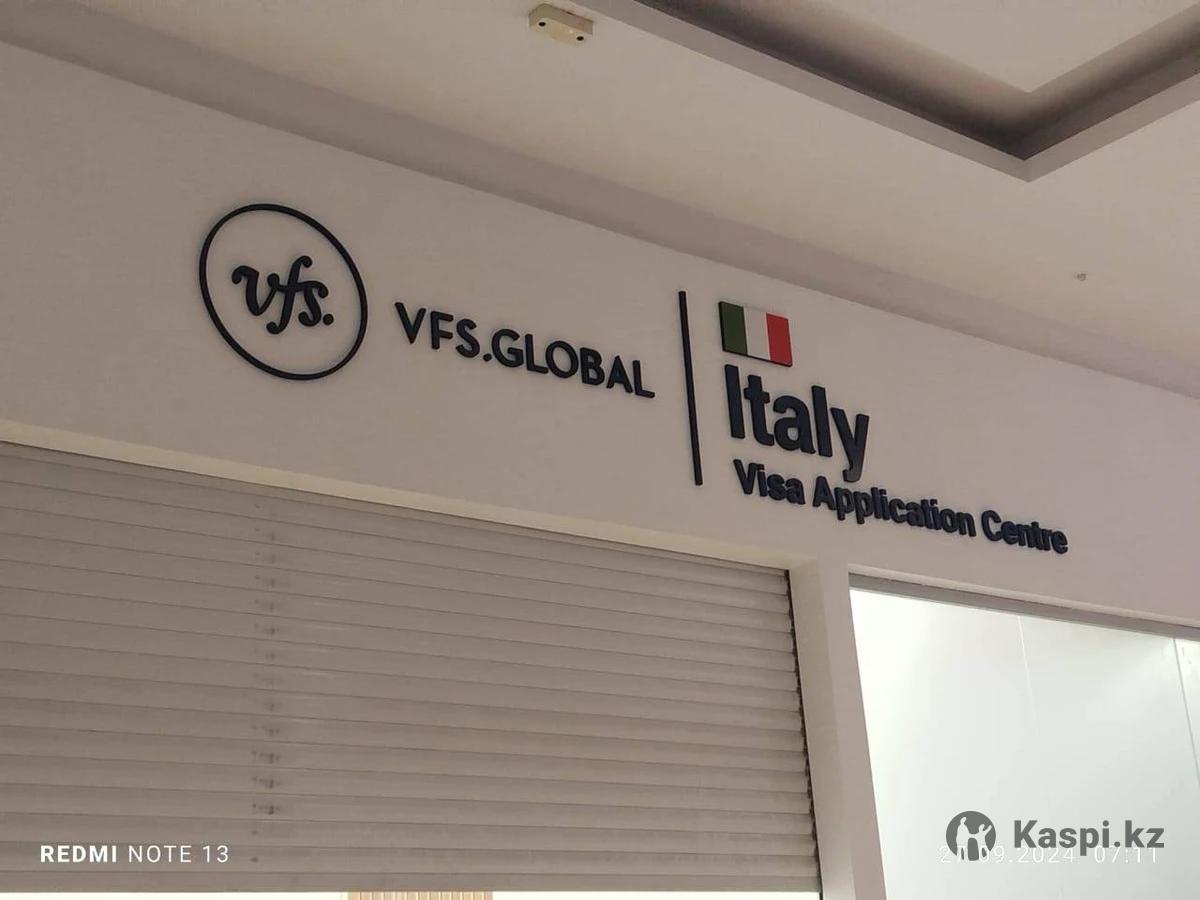 vfs.
VFS.GLOBAL
Italy
Visa Application Centre
REDMI NOTE 13
Kaspi.kz